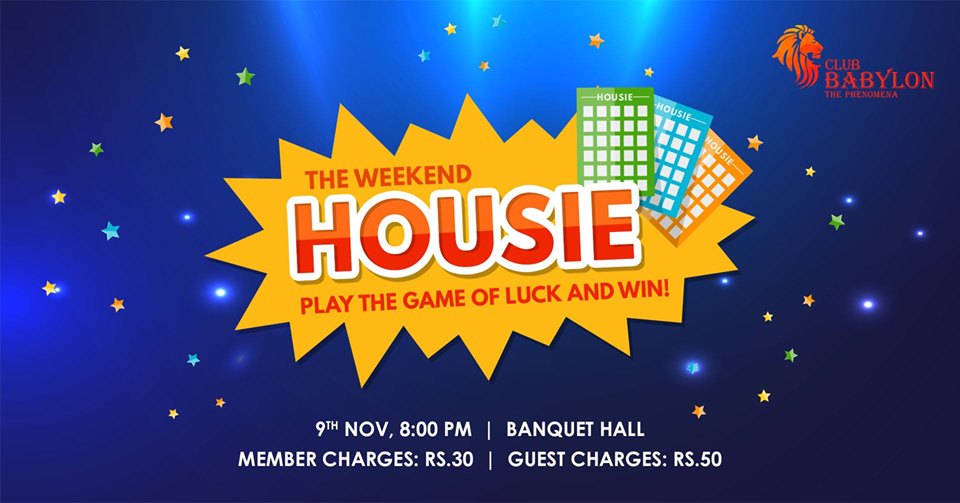 CLUB
BABYLON
THE PHENOMENA
HOUSIE
HOUSIE
HOUSIE
THE WEEKEND
HOUSIE
PLAY THE GAME OF LUCK AND WIN!
9TH NOV, 8:00 PM | BANQUET HALL
MEMBER CHARGES: RS.30 | GUEST CHARGES: RS.50